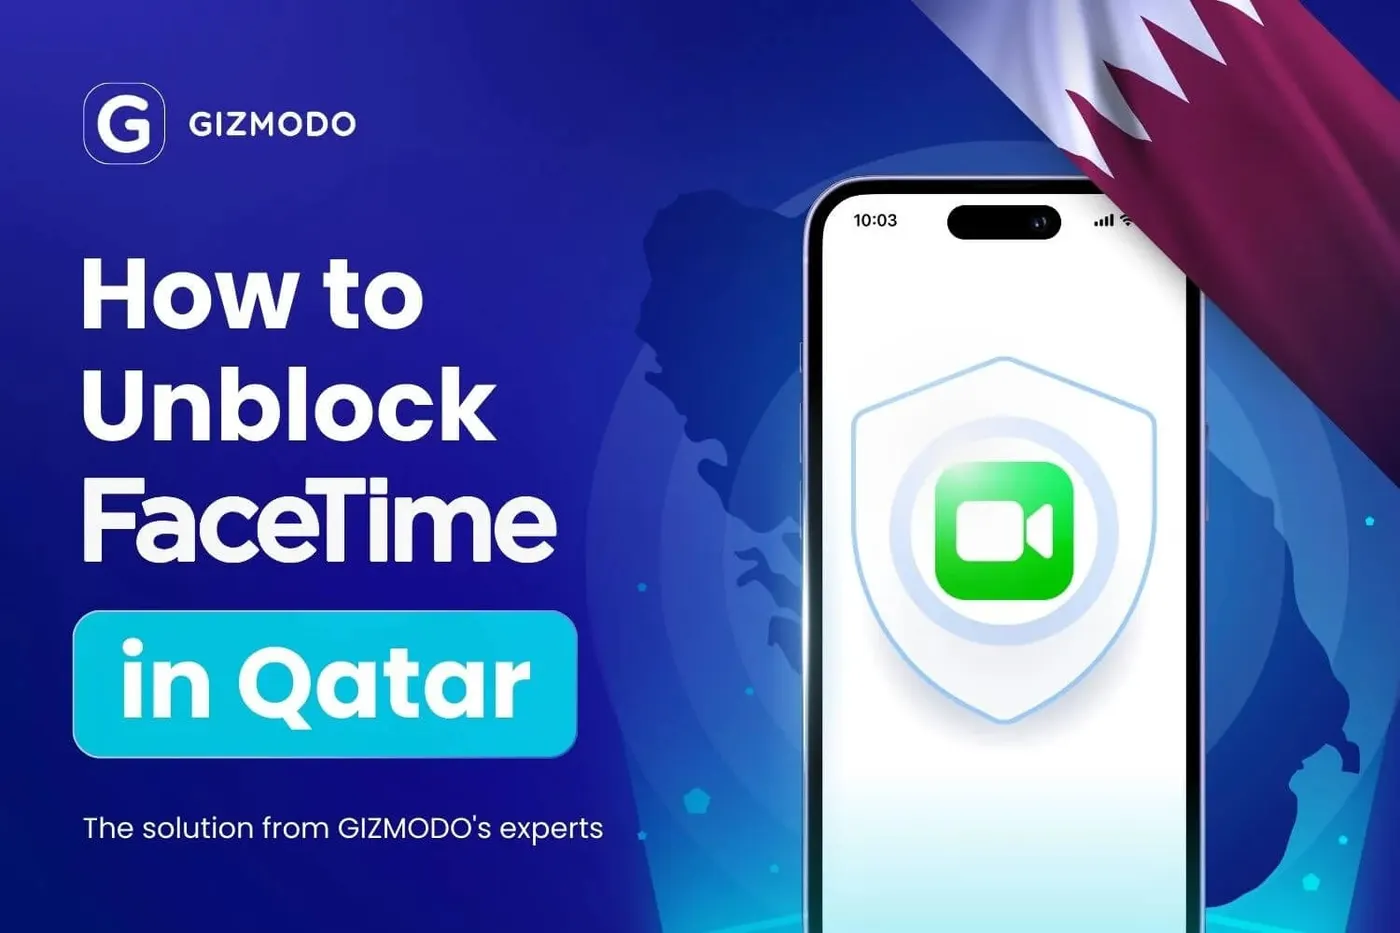 G GIZMODO
How to
Unblock
FaceTime
in Qatar
The solution from GIZMODO's experts
10:03